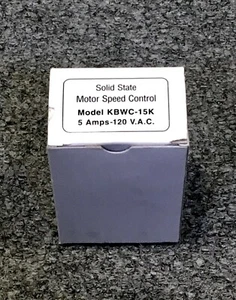 Solid State
Motor Speed Control
Model KBWC-15K
5 Amps-120 V.A.C.